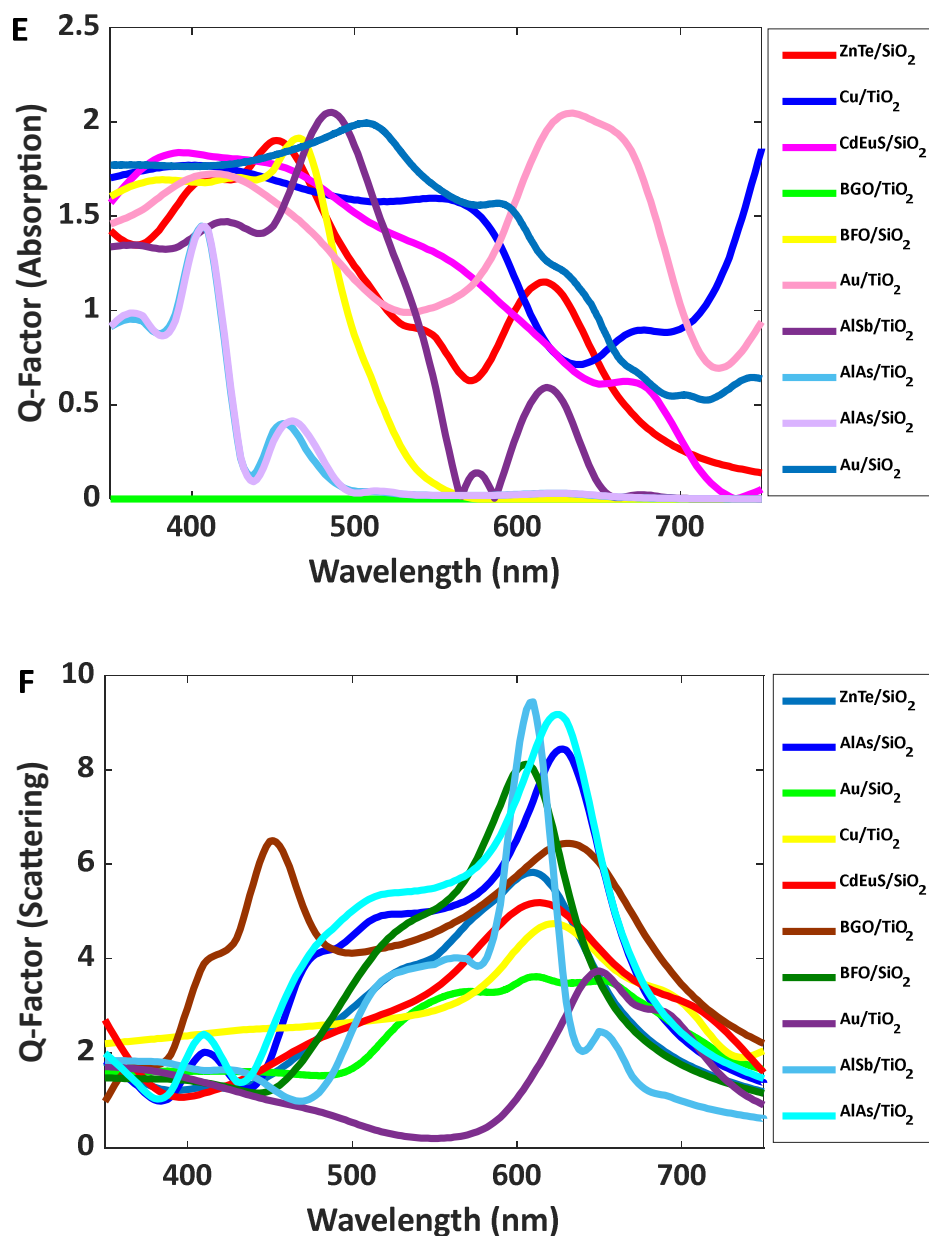 E
2.5
2
1.5
1
0.5
0
400 500 600 700
Q-Factor (Absorption)
Wavelength (nm)
ZnTe/SiO2
Cu/TiO2
CdEuS/SiO2
BGO/TiO2
BFO/SiO2
Au/TiO2
AlSb/TiO2
AlAs/TiO2
AlAs/SiO2
Au/SiO2
F
10
8
6
4
2
0
400 500 600 700
Q-Factor (Scattering)
Wavelength (nm)
ZnTe/SiO2
AlAs/SiO2
Au/SiO2
Cu/TiO2
CdEuS/SiO2
BGO/TiO2
BFO/SiO2
Au/TiO2
AlSb/TiO2
AlAs/TiO2